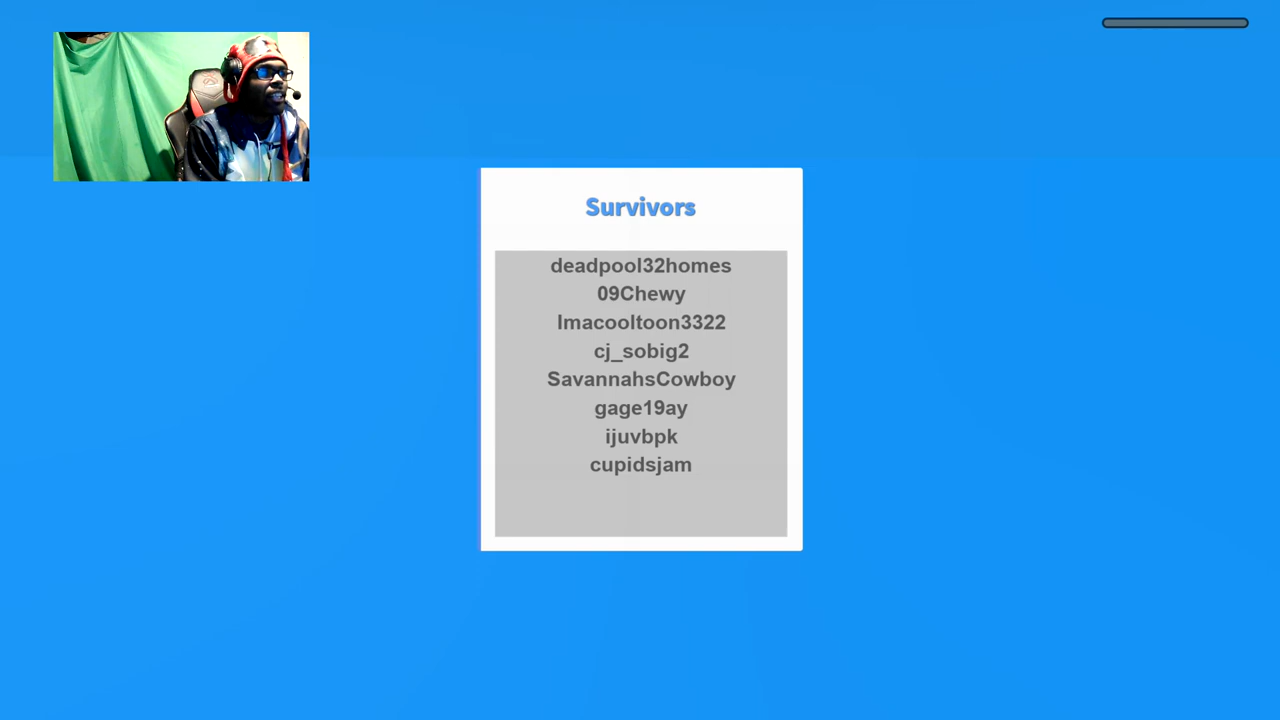 Survivors
deadpool32homes
09Chewy
Imacooltoon3322
cj_sobig2
SavannahsCowboy
gage19ay
ijuvbpk
cupidsjam